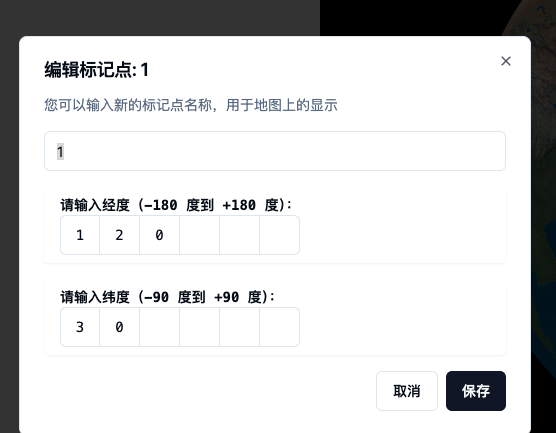 编辑标记点: 1
您可以输入新的标记点名称，用于地图上的显示
1
请输入经度 (-180 度到 +180 度):
1 2 0
请输入纬度 (-90 度到 +90 度):
3 0
取消 保存